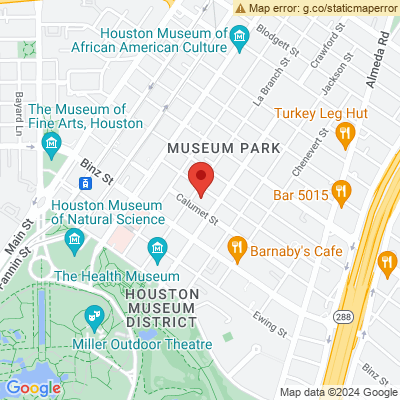 Map error: g.co/staticmaperror
Blodgett St
Crawford St
Almeda Rd
Houston Museum of
African American Culture
Jackson St
La Branch St
Bayard Ln
Turkey Leg Hut
The Museum of
Fine Arts, Houston
MUSEUM PARK
Chenevert St
Binz St
Bar 5015
Houston Museum
of Natural Science
Calumet St
Main St
Fannin St
Barnaby's Cafe
The Health Museum
HOUSTON
MUSEUM
DISTRICT
Ewing St
288
Miller Outdoor Theatre
Binz St
Google
Map data ©2024 Google